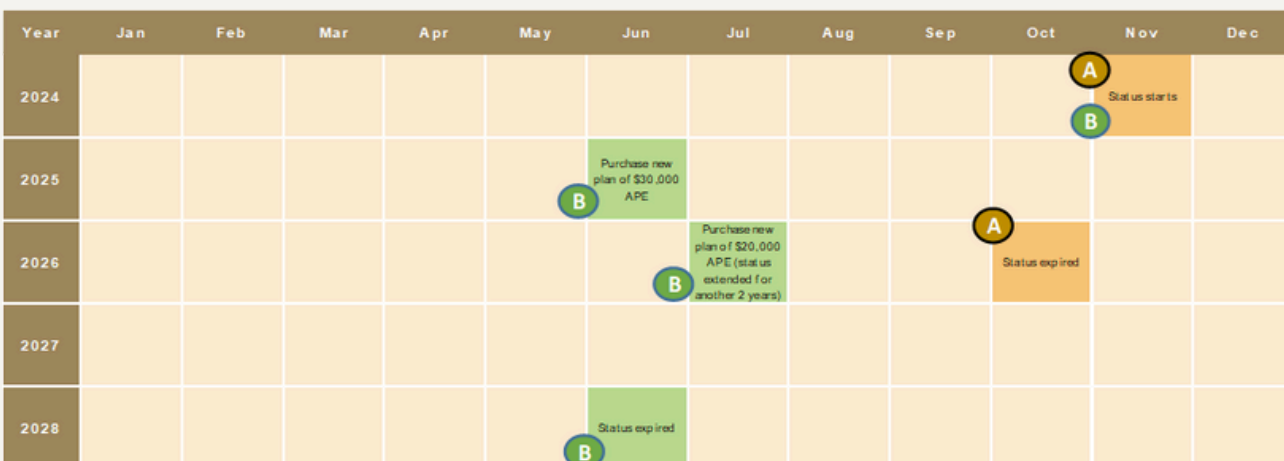 Year Jan Feb Mar Apr May Jun Jul Aug Sep Oct Nov Dec
A
2024
Status starts
B
2025
Purchase new
plan of $30,000
APE
B
2026
Purchase new
plan of $20,000
APE (status
extended for
another 2 years)
B
A
Status expired
2027
2028
Status expired
B